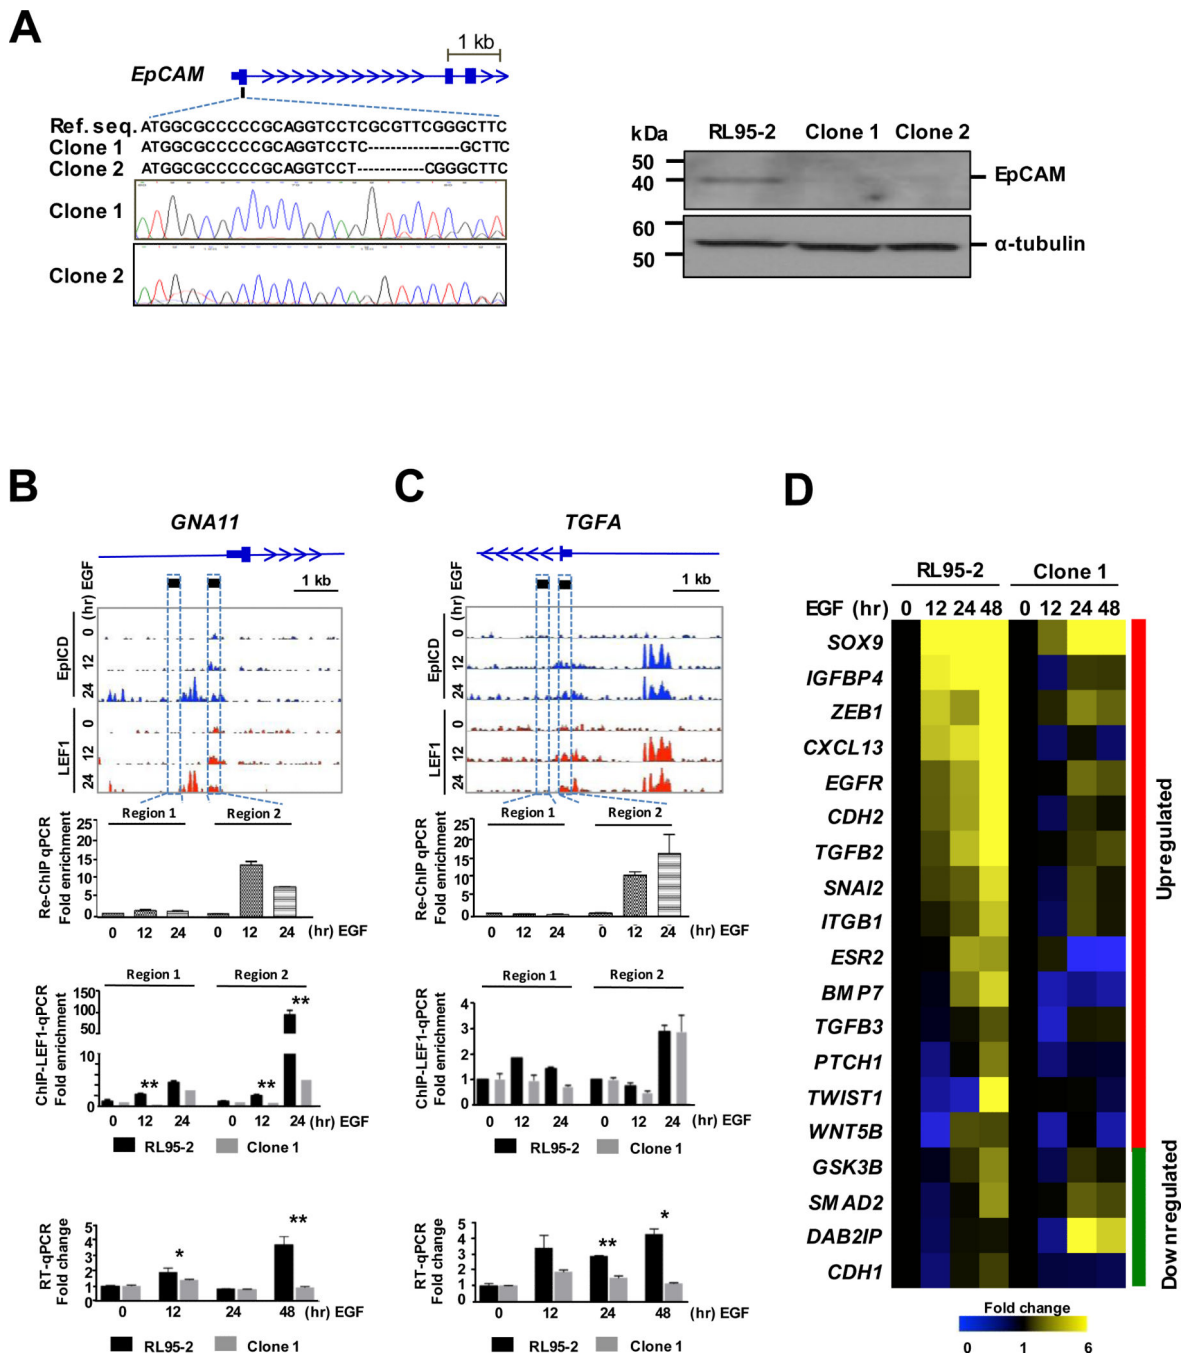 A
1 kb
EpCAM
Ref. seq. ATGGCGCCCCCGCAGGTCCTCGCGTTCGGGCTTC
Clone 1 ATGGCGCCCCCGCAGGTCCTC---------------GCTTC
Clone 2 ATGGCGCCCCCGCAGGTCCT-----------CGGGCTTC
Clone 1
Clone 2
kDa RL95-2 Clone 1 Clone 2
50
40
EpCAM
60
50
α-tubulin
B
GNA11
1 kb
(hr) EGF
EpICD
0
12
24
LEF1
0
12
24
Region 1 Region 2
Re-ChIP qPCR
Fold enrichment
25
20
15
10
5
0
0 12 24 0 12 24 (hr) EGF
Region 1 Region 2
ChIP-LEF1-qPCR
Fold enrichment
150
100
50
10
0
** ** **
0 12 24 0 12 24 (hr) EGF
RL95-2 Clone 1
RT-qPCR
Fold change
5
4
3
2
1
0
* **
0 12 24 48 (hr) EGF
RL95-2 Clone 1
C
TGFA
1 kb
(hr) EGF
EpICD
0
12
24
LEF1
0
12
24
Region 1 Region 2
Re-ChIP qPCR
Fold enrichment
25
20
15
10
5
0
0 12 24 0 12 24 (hr) EGF
Region 1 Region 2
ChIP-LEF1-qPCR
Fold enrichment
4
3
2
1
0
0 12 24 0 12 24 (hr) EGF
RL95-2 Clone 1
RT-qPCR
Fold change
5
4
3
2
1
0
** *
0 12 24 48 (hr) EGF
RL95-2 Clone 1
D
RL95-2 Clone 1
EGF (hr) 0 12 24 48 0 12 24 48
SOX9
IGFBP4
ZEB1
CXCL13
EGFR
CDH2
TGFB2
SNAI2
ITGB1
ESR2
BMP7
TGFB3
PTCH1
TWIST1
WNT5B
GSK3B
SMAD2
DAB2IP
CDH1
Upregulated
Downregulated
Fold change
0 1 6